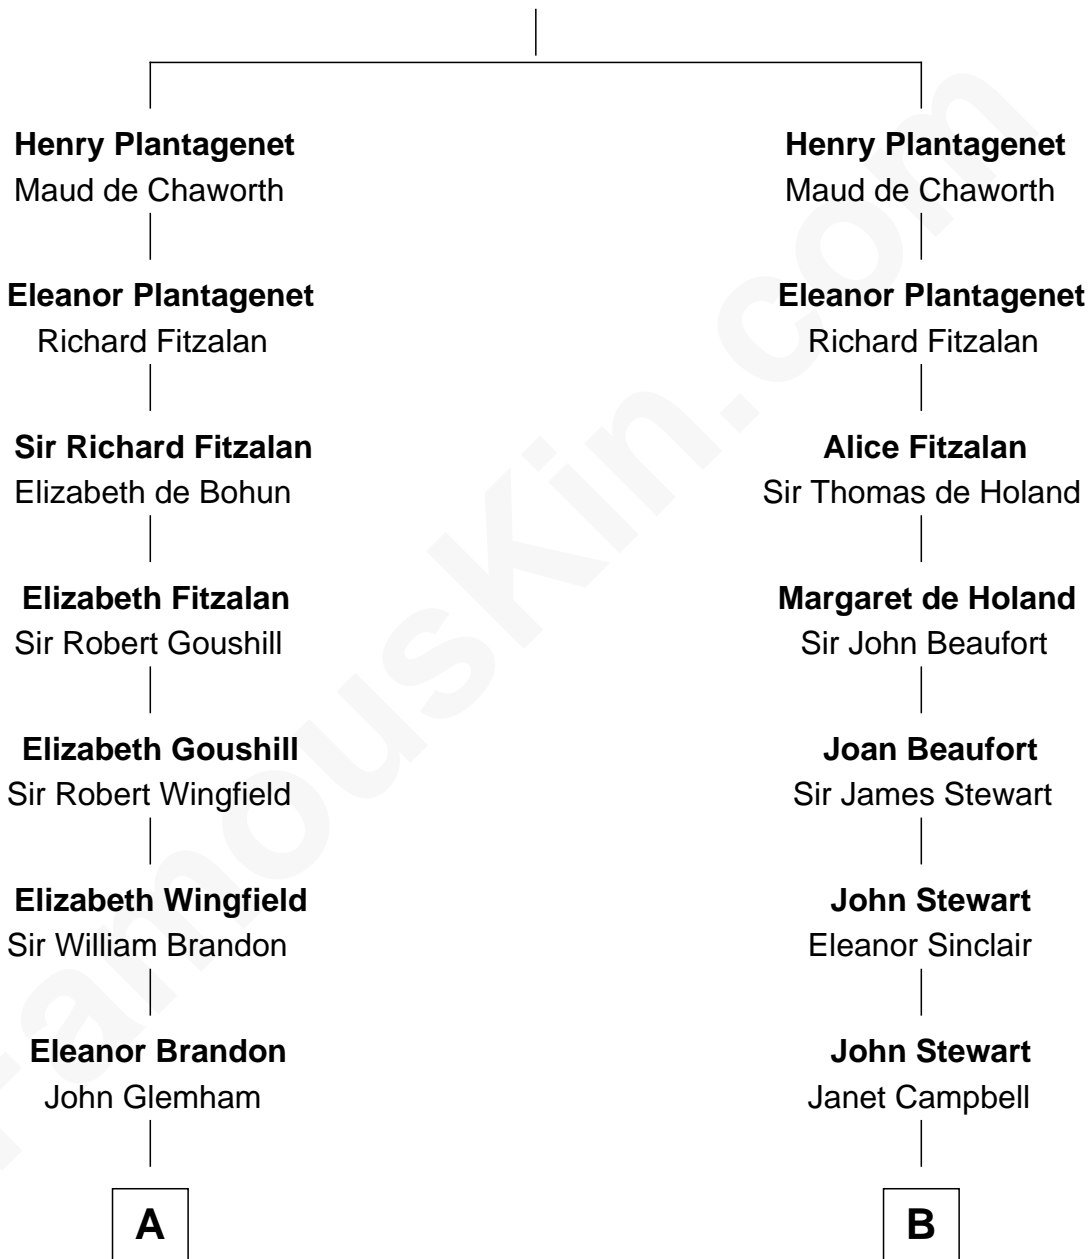 Henry Plantagenet
Maud de Chaworth
Eleanor Plantagenet
Richard Fitzalan
Sir Richard Fitzalan
Elizabeth de Bohun
Elizabeth Fitzalan
Sir Robert Goushill
Elizabeth Goushill
Sir Robert Wingfield
Elizabeth Wingfield
Sir William Brandon
Eleanor Brandon
John Glemham
A
Henry Plantagenet
Maud de Chaworth
Eleanor Plantagenet
Richard Fitzalan
Alice Fitzalan
Sir Thomas de Holand
Margaret de Holand
Sir John Beaufort
Joan Beaufort
Sir James Stewart
John Stewart
Eleanor Sinclair
John Stewart
Janet Campbell
B
FamousKin.com